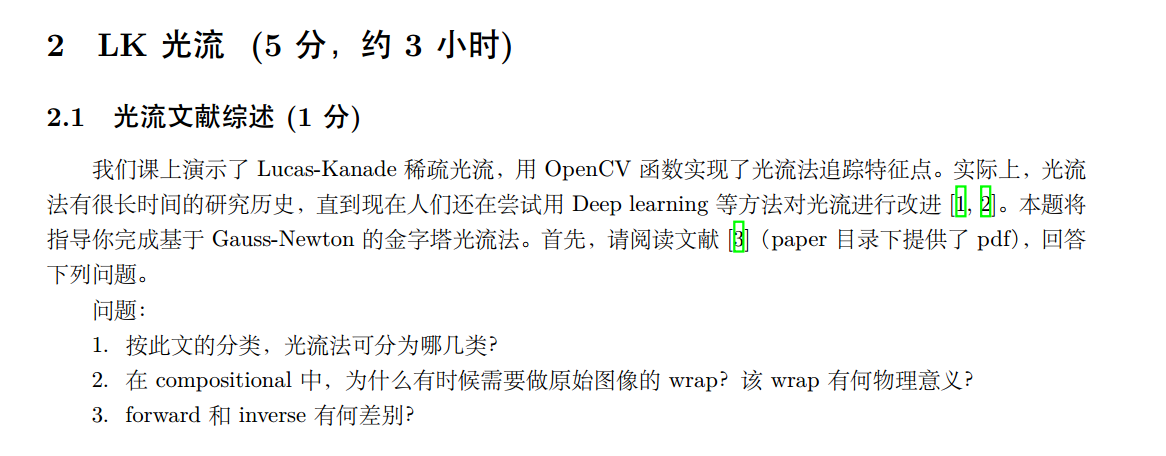 2 LK 光流 (5 分，约 3 小时)
2.1 光流文献综述 (1 分)
我们课上演示了 Lucas-Kanade 稀疏光流，用 OpenCV 函数实现了光流法追踪特征点。实际上，光流
法有很长时间的研究历史，直到现在人们还在尝试用 Deep learning 等方法对光流进行改进 [1, 2]。本题将
指导你完成基于 Gauss-Newton 的金字塔光流法。首先，请阅读文献 [3]（paper 目录下提供了 pdf），回答
下列问题。
问题：
1. 按此文的分类，光流法可分为哪几类？
2. 在 compositional 中，为什么有时候需要做原始图像的 wrap？该 wrap 有何物理意义？
3. forward 和 inverse 有何差别？